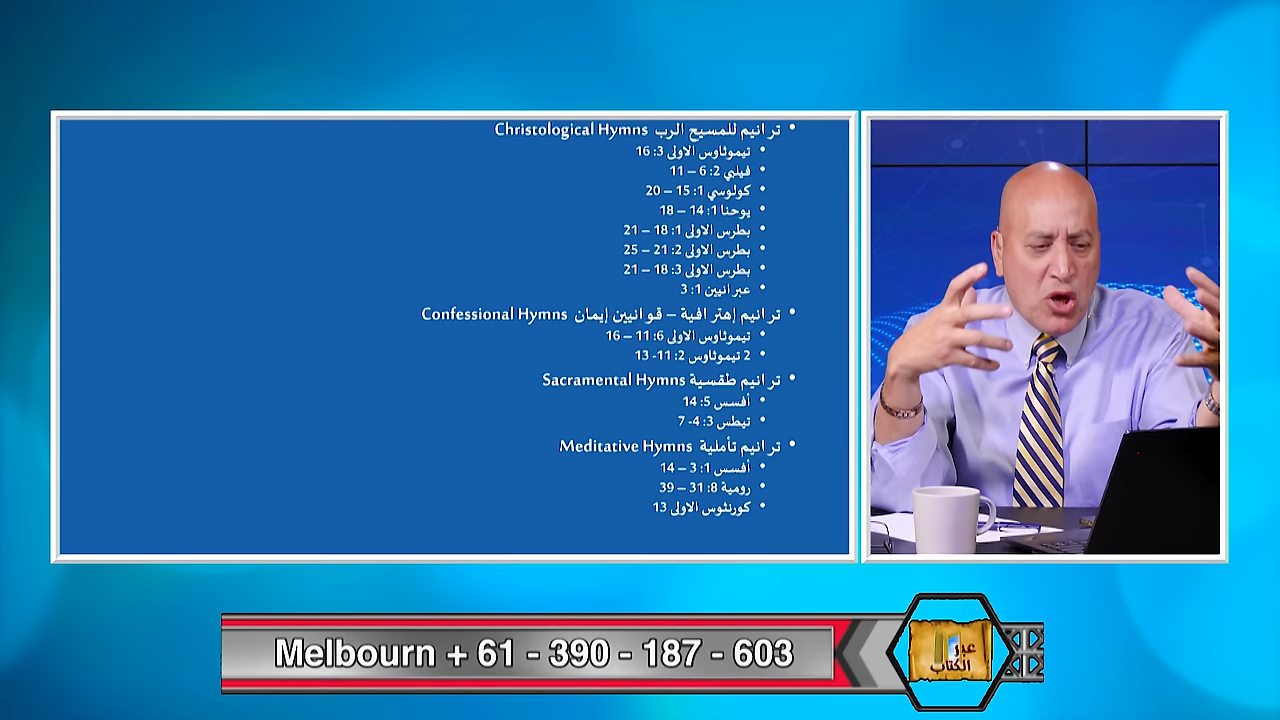 • ترانيم للمسيح الرب Christological Hymns
• تيموثاوس الاولى 3: 16
• فيلبي 2: 6 – 11
• كولوسي 1: 15 – 20
• يوحنا 1: 14 – 18
• بطرس الاولى 1: 18 – 21
• بطرس الاولى 2: 21 – 25
• بطرس الاولى 3: 18 – 21
• عبرانيين 1: 3
• ترانيم إهترافية – قوانيين إيمان Confessional Hymns
• تيموثاوس الاولى 6: 11 – 16
• 2 تيموثاوس 2: 11- 13
• ترانيم طقسية Sacramental Hymns
• أفسس 5: 14
• تيطس 3: 4- 7
• ترانيم تأملية Meditative Hymns
• أفسس 1: 3 – 14
• رومية 8: 31 – 39
• كورنثوس الاولى 13
Melbourn + 61 - 390 - 187 - 603
عبر
الكتاب